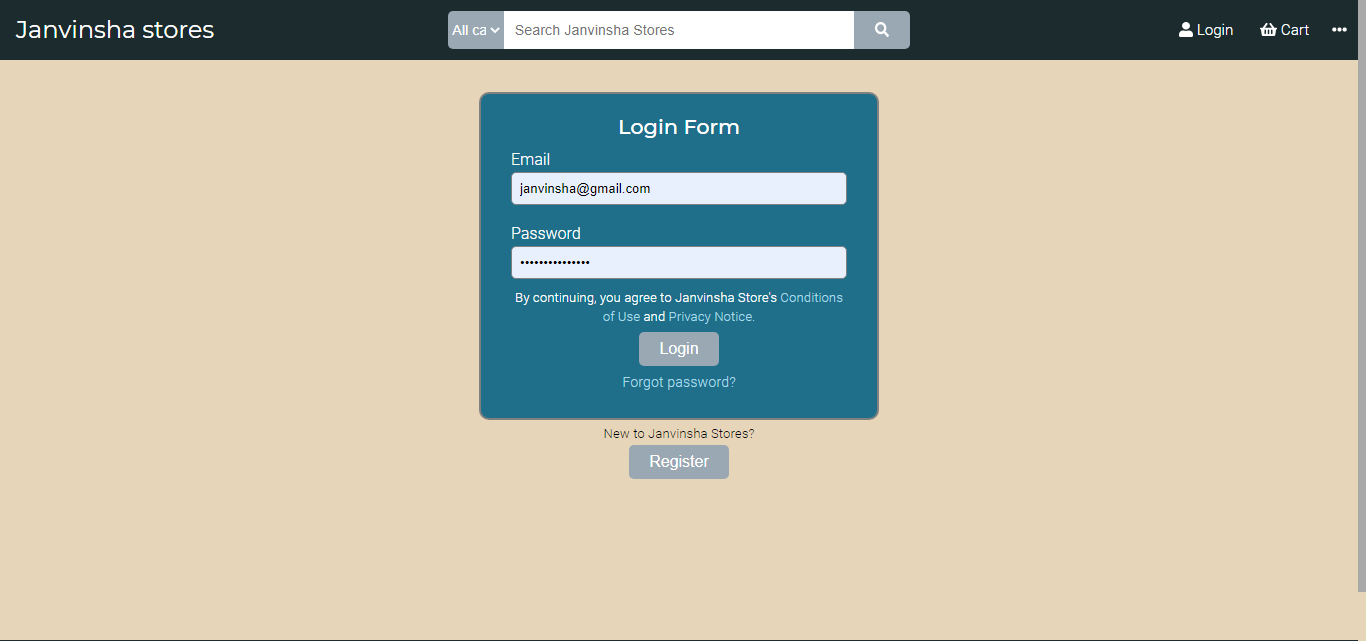 Janvinsha stores
All ca
Search Janvinsha Stores
Login
Cart
Login Form
Email
janvinsha@gmail.com
Password
•••••••••••••••
By continuing, you agree to Janvinsha Store's Conditions
of Use and Privacy Notice.
Login
Forgot password?
New to Janvinsha Stores?
Register